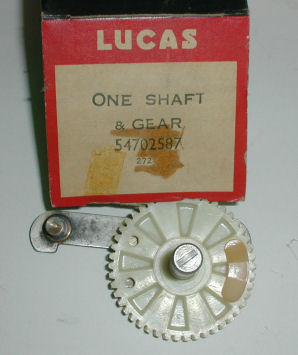 LUCAS
ONE SHAFT
& GEAR
54702587
272